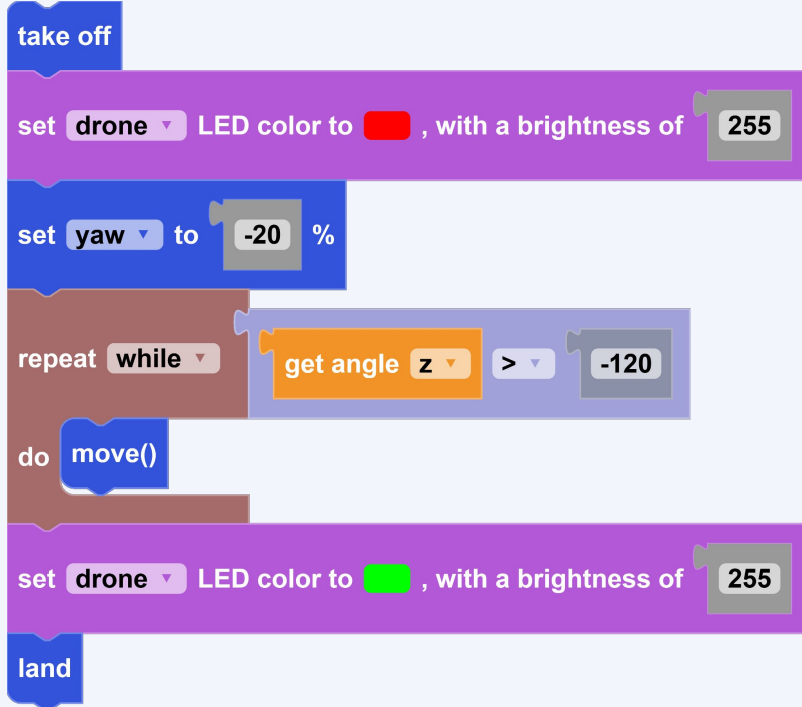 take off
set drone LED color to , with a brightness of 255
set yaw to -20 %
repeat while get angle z > -120
do move()
set drone LED color to , with a brightness of 255
land